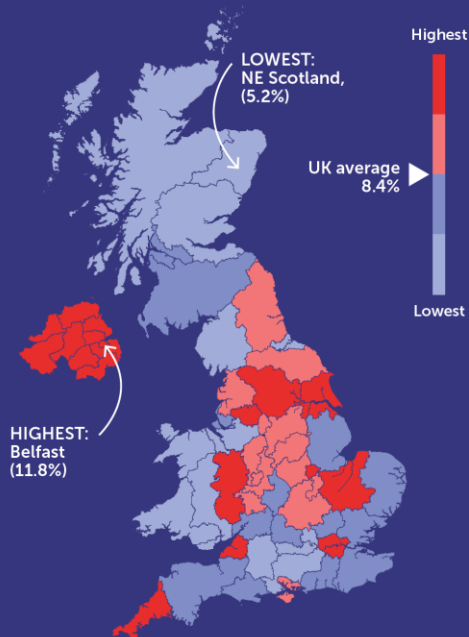 Highest
LOWEST:
NE Scotland,
(5.2%)
UK average
8.4%
Lowest
HIGHEST:
Belfast
(11.8%)